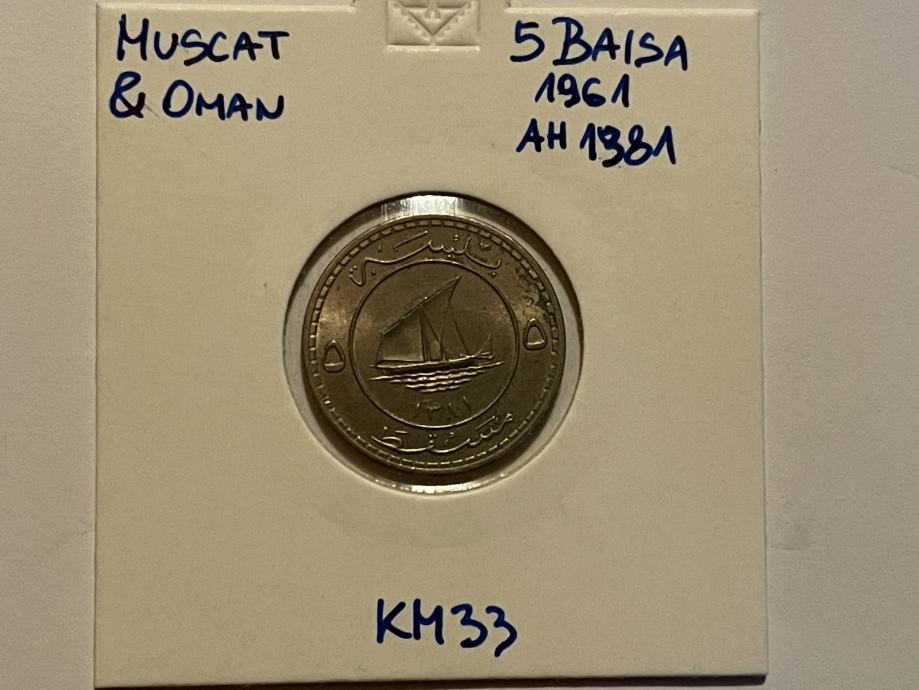 MUSCAT
& OMAN
5 BAISA
1961
AH 1381
بيسة
٥
٥
١٣٨١
مسقط
KM33